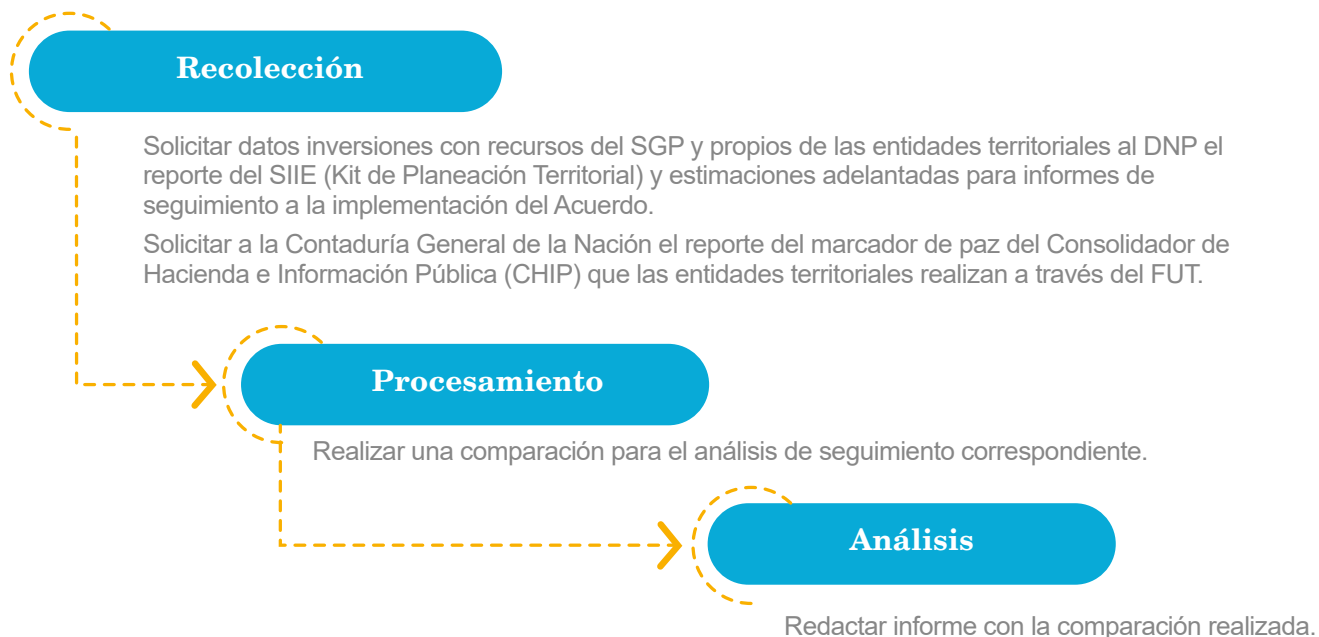 Recolección
Solicitar datos inversiones con recursos del SGP y propios de las entidades territoriales al DNP el
reporte del SIIE (Kit de Planeación Territorial) y estimaciones adelantadas para informes de
seguimiento a la implementación del Acuerdo.
Solicitar a la Contaduría General de la Nación el reporte del marcador de paz del Consolidador de
Hacienda e Información Pública (CHIP) que las entidades territoriales realizan a través del FUT.
Procesamiento
Realizar una comparación para el análisis de seguimiento correspondiente.
Análisis
Redactar informe con la comparación realizada.